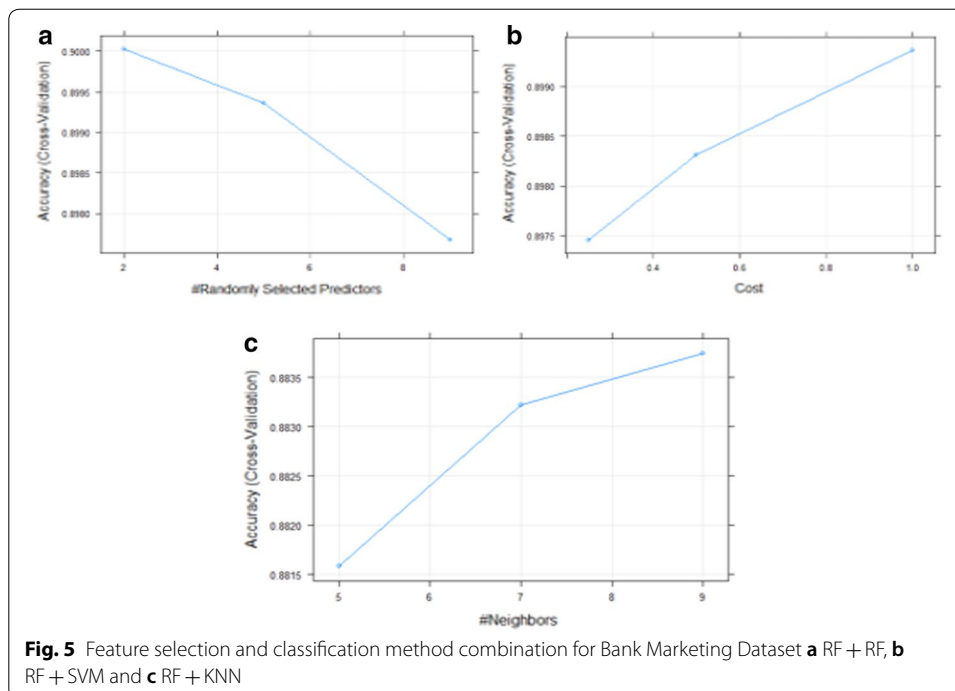 a
Accuracy (Cross-Validation)
0.9000
0.8995
0.8990
0.8985
0.8980
2 4 6 8
#Randomly Selected Predictors
b
Accuracy (Cross-Validation)
0.8990
0.8985
0.8980
0.8975
0.4 0.6 0.8 1.0
Cost
c
Accuracy (Cross-Validation)
0.8835
0.8830
0.8825
0.8820
0.8815
5 6 7 8 9
#Neighbors
Fig. 5 Feature selection and classification method combination for Bank Marketing Dataset a RF + RF, b
RF + SVM and c RF + KNN